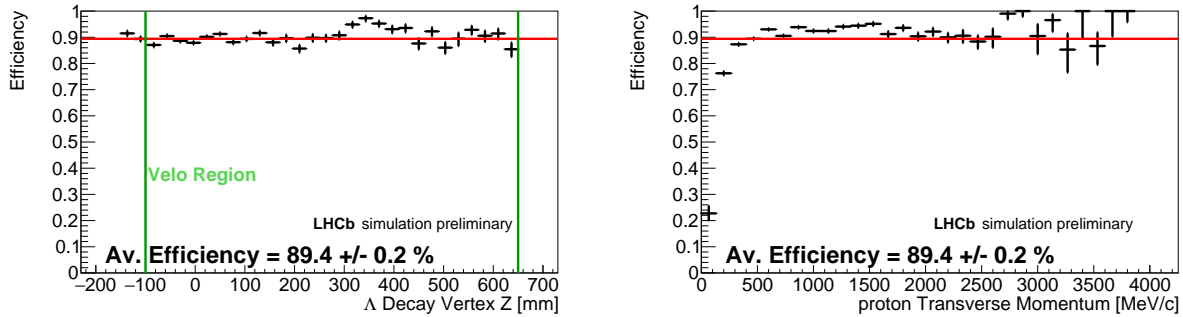 Efficiency
1
0.9
0.8
0.7
0.6
0.5
0.4
0.3
0.2
0.1
0
Velo Region
LHCb simulation preliminary
Av. Efficiency = 89.4 +/- 0.2 %
−200 −100 0 100 200 300 400 500 600 700
Λ Decay Vertex Z [mm]
Efficiency
1
0.9
0.8
0.7
0.6
0.5
0.4
0.3
0.2
0.1
0
LHCb simulation preliminary
Av. Efficiency = 89.4 +/- 0.2 %
0 500 1000 1500 2000 2500 3000 3500 4000
proton Transverse Momentum [MeV/c]